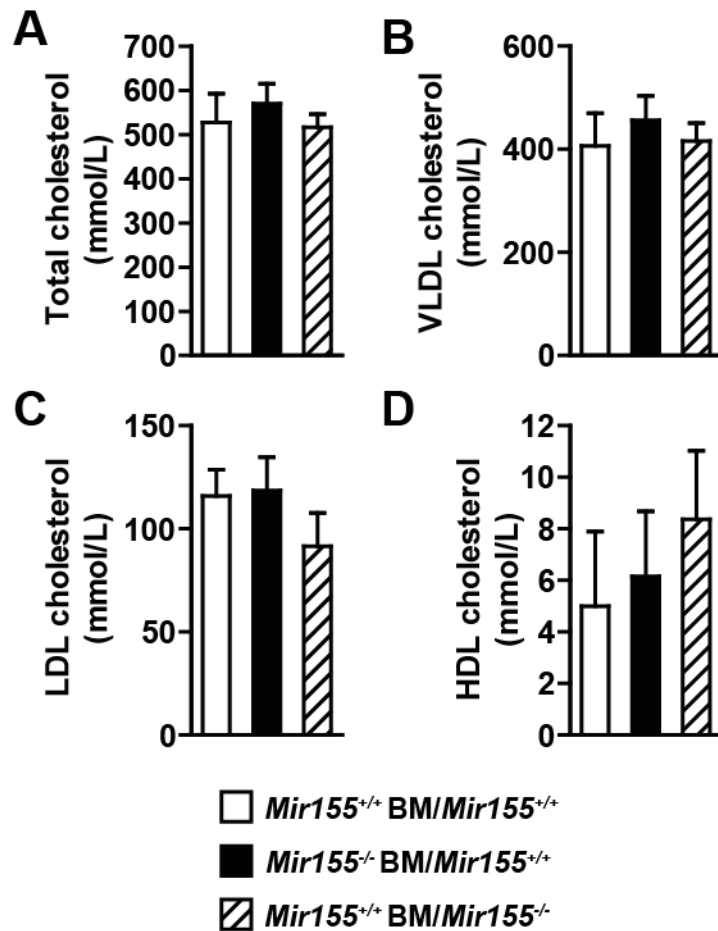 A
Total cholesterol
(mmol/L)
700
600
500
400
300
200
100
0
B
VLDL cholesterol
(mmol/L)
600
400
200
0
C
LDL cholesterol
(mmol/L)
150
100
50
0
D
HDL cholesterol
(mmol/L)
12
10
8
6
4
2
0
Mir155+/+ BM/Mir155+/+
Mir155-/- BM/Mir155+/+
Mir155+/+ BM/Mir155-/-